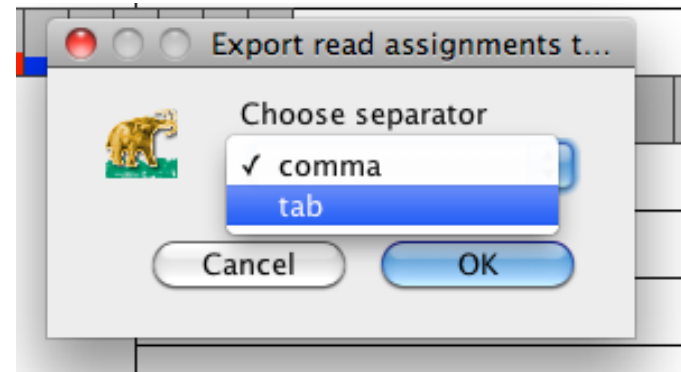 Export read assignments t...
Choose separator
✓ comma
tab
Cancel
OK